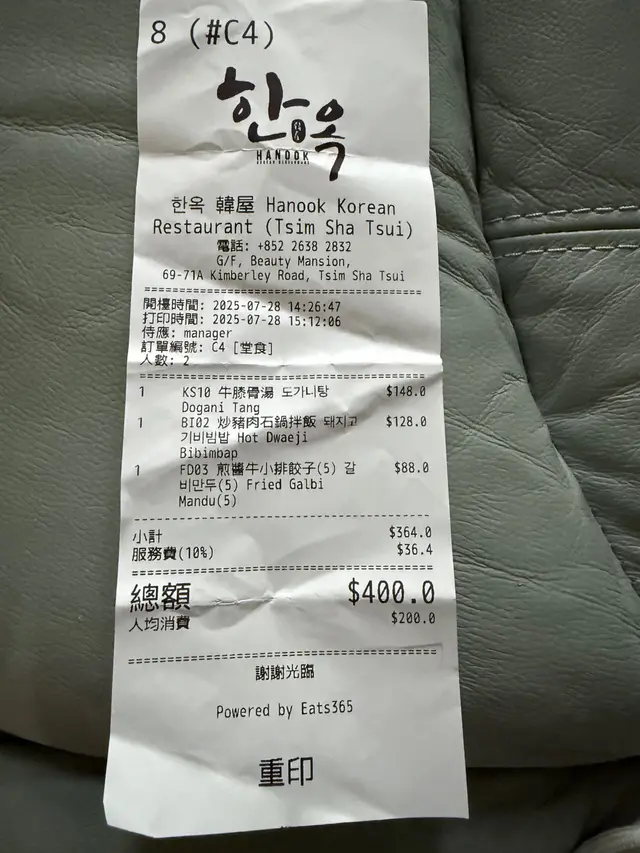 8 (#C4)
한옥
HANOOK
한옥 韓屋 Hanook Korean
Restaurant (Tsim Sha Tsui)
電話: +852 2638 2832
G/F, Beauty Mansion,
69-71A Kimberley Road, Tsim Sha Tsui
開檯時間: 2025-07-28 14:26:47
打印時間: 2025-07-28 15:12:06
侍應: manager
訂單編號: C4 [堂食]
人數: 2
1 KS10 牛膝骨湯 도가니탕 $148.0
Dogani Tang
1 BI02 炒豬肉石鍋拌飯 돼지고 $128.0
기비빔밥 Hot Dwaeji
Bibimbap
1 FD03 煎醬牛小排餃子(5) 갈 $88.0
비만두(5) Fried Galbi
Mandu(5)
小計 $364.0
服務費(10%) $36.4
總額 $400.0
人均消費 $200.0
謝謝光臨
Powered by Eats365
重印